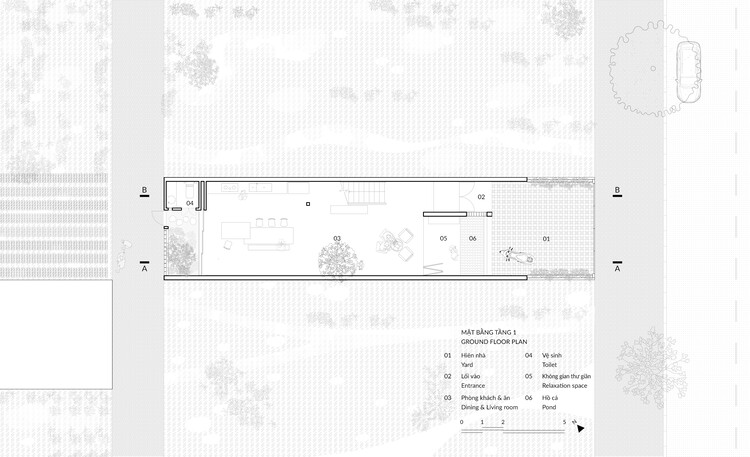 B
B
04
02
03
05
06
01
A
A
MẶT BẰNG TẦNG 1
GROUND FLOOR PLAN
01 Hiên nhà
Yard
04 Vệ sinh
Toilet
02 Lối vào
Entrance
05 Không gian thư giãn
Relaxation space
03 Phòng khách & ăn
Dining & Living room
06 Hồ cá
Pond
0 1 2 5